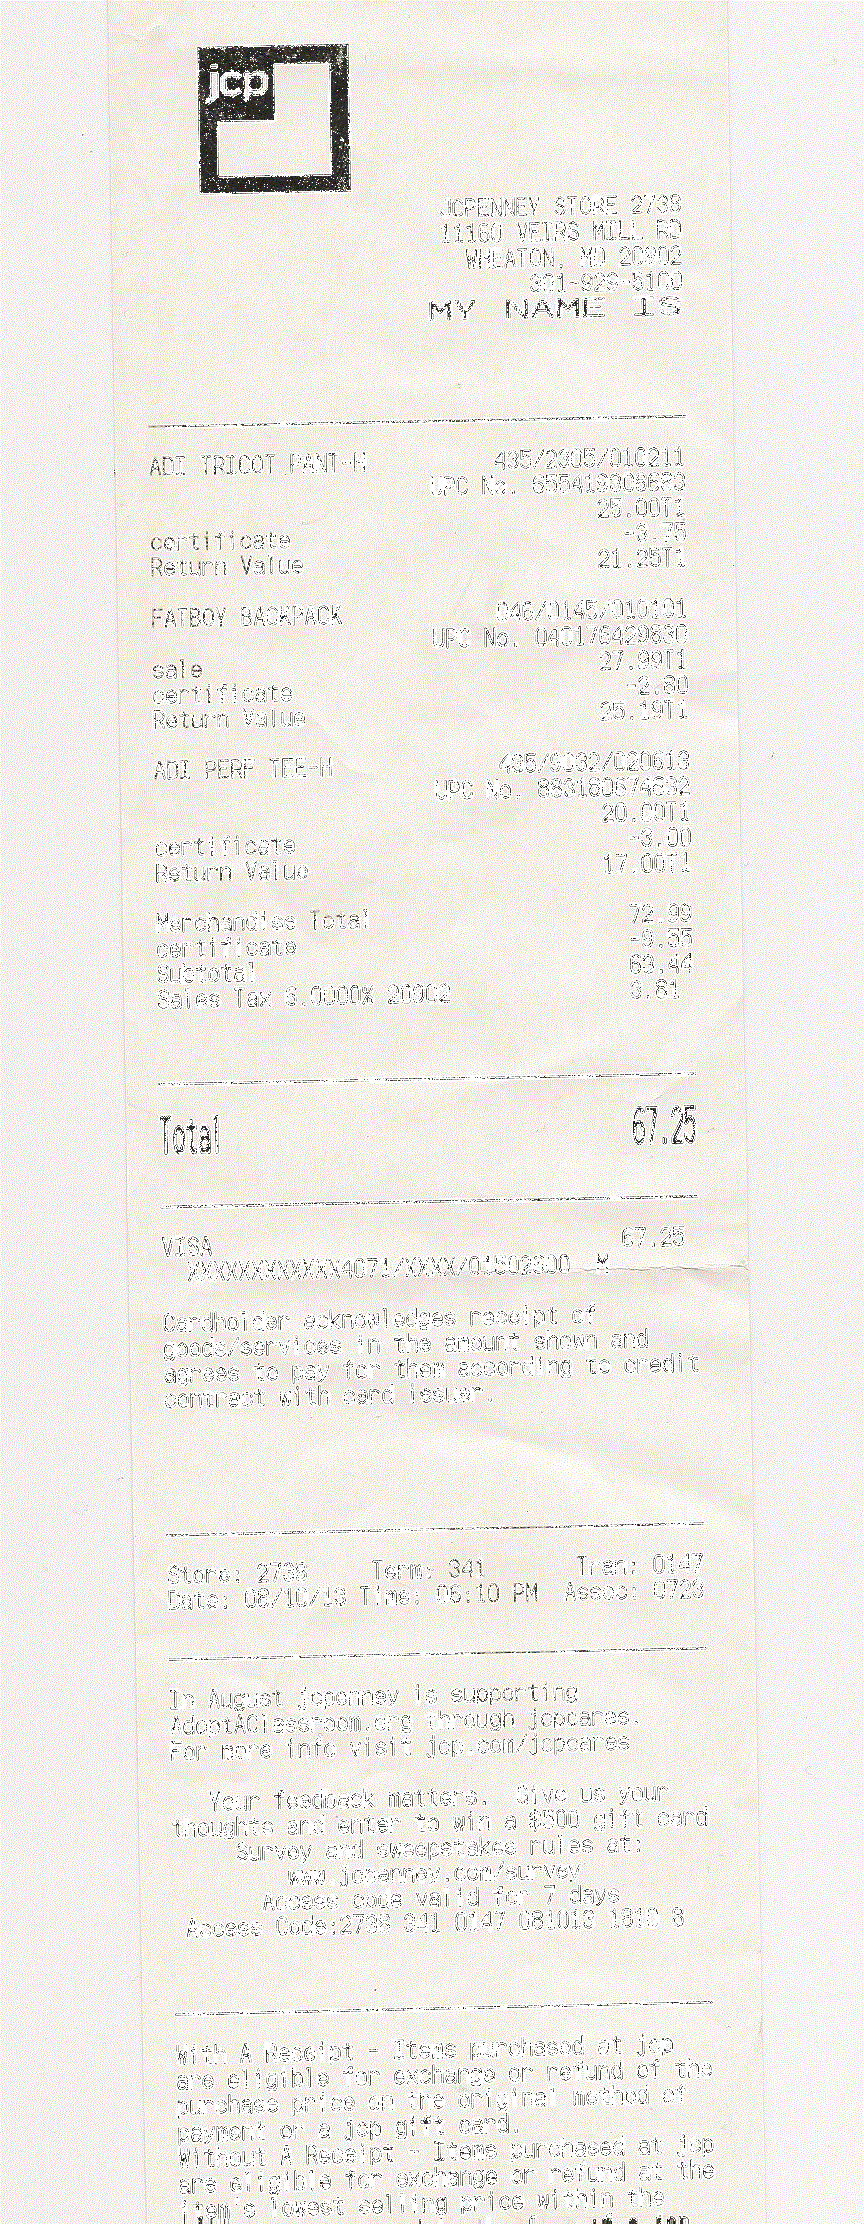 jcp
JCPENNEY STORE 2738
11160 VEIRS MILL RD
WHEATON, MD 20902
301-929-5100
MY NAME IS
ADI TRICOT PANT-M 435/2305/010211
UPC No.
25.00T1
certificate -3.75
Return Value 21.25T1
FATBOY BACKPACK 046/0145/010101
UPC No.
27.99T1
sale
certificate -2.80
Return Value 25.19T1
ADI PERF TEE-M 435/9032/020613
UPC No.
20.00T1
certificate -3.00
Return Value 17.00T1
Merchandise Total 72.99
certificate -9.55
Subtotal 63.44
Sales Tax 6.0000% 20902 3.81
Total 67.25
VISA 67.25
XXXXXXXXXXXX4071/XXXX/01502800 M
Cardholder acknowledges receipt of
goods/services in the amount shown and
agrees to pay for them according to credit
contract with card issuer.
Store: 2738 Term: 341 Tran: 0147
Date: 08/10/13 Time: 06:10 PM Assoc: 0723
In August jcpenney is supporting
AdoptAClassroom.org through jcpcares.
For more info visit jcp.com/jcpcares
Your feedback matters. Give us your
thoughts and enter to win a $500 gift card
Survey and sweepstakes rules at:
www.jcpenney.com/survey
Access code valid for 7 days
Access Code:2738 341 0147 081013 1810 8
With A Receipt - Items purchased at jcp
are eligible for exchange or refund of the
purchase price on the original method of
payment or a jcp gift card.
Without A Receipt - Items purchased at jcp
are eligible for exchange or refund at the
item's lowest selling price within the